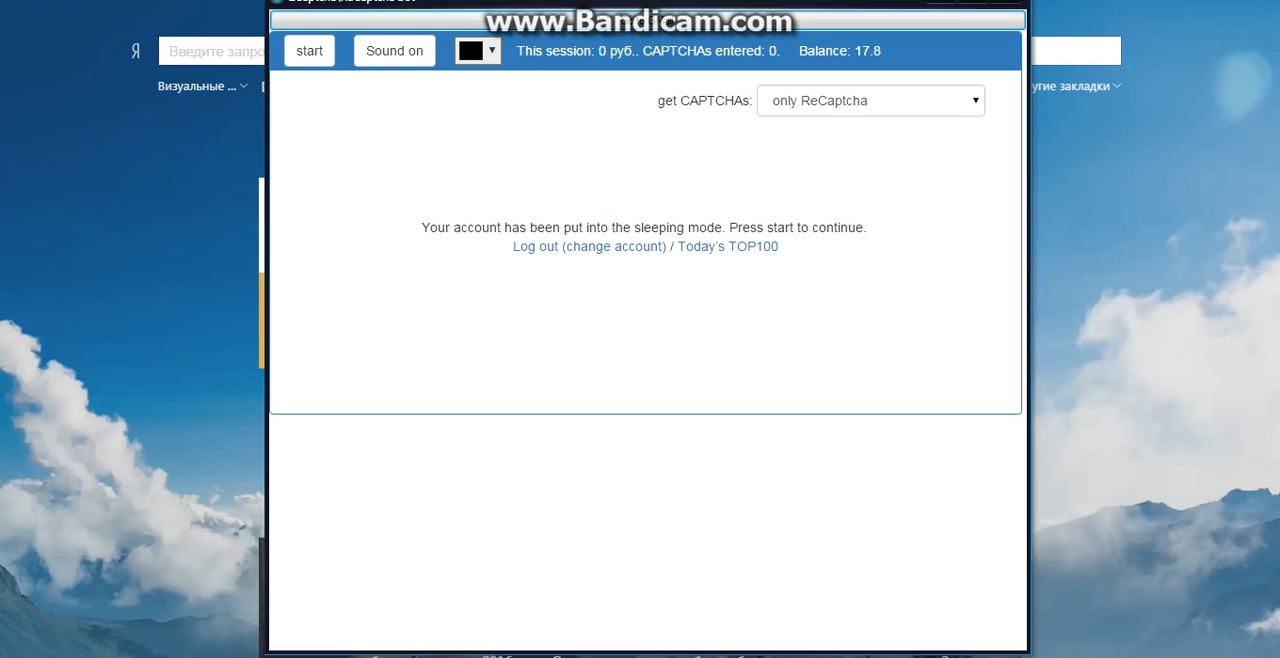 www.Bandicam.com
start
Sound on
This session: 0 руб.. CAPTCHAs entered: 0.
Balance: 17.8
Я
Введите запро
Визуальные ...
угие закладки
get CAPTCHAs:
only ReCaptcha
Your account has been put into the sleeping mode. Press start to continue.
Log out (change account) / Today's TOP100